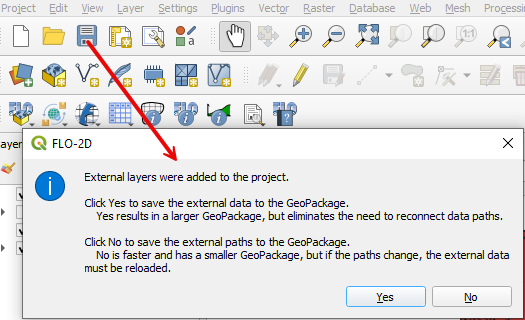 Project Edit View Layer Settings Plugins Vector Raster Database Web Mesh Processin
1:1
FLO-2D
External layers were added to the project.
Click Yes to save the external data to the GeoPackage.
Yes results in a larger GeoPackage, but eliminates the need to reconnect data paths.
Click No to save the external paths to the GeoPackage.
No is faster and has a smaller GeoPackage, but if the paths change, the external data
must be reloaded.
Yes No